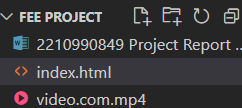 FEE PROJECT
2210990849 Project Report ...
index.html
video.com.mp4